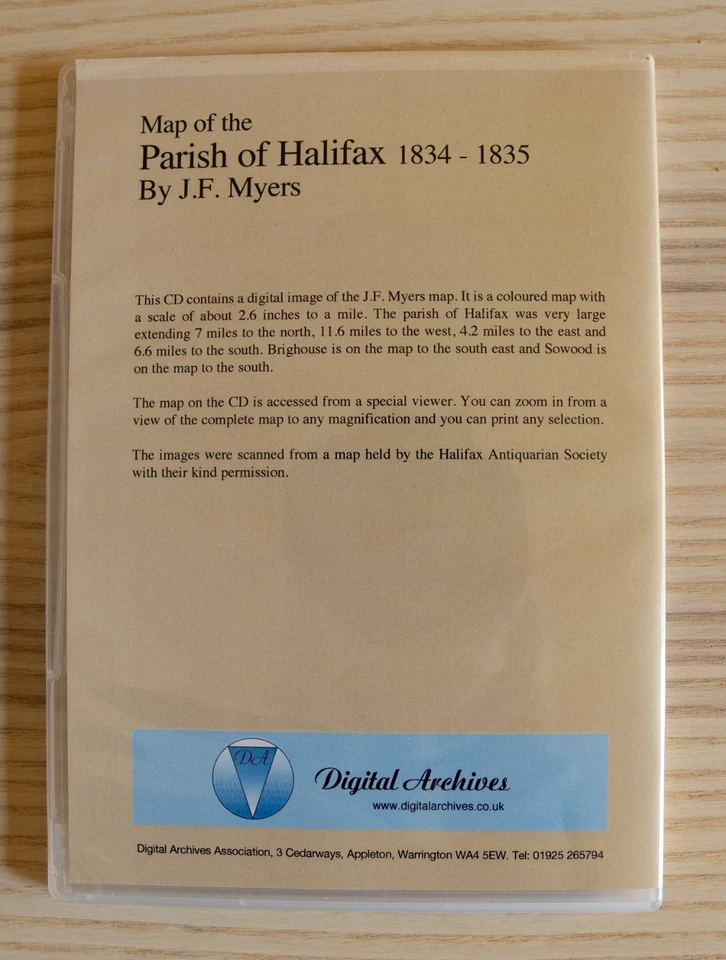 Map of the
Parish of Halifax 1834 - 1835
By J.F. Myers
This CD contains a digital image of the J.F. Myers map. It is a coloured map with
a scale of about 2.6 inches to a mile. The parish of Halifax was very large
extending 7 miles to the north, 11.6 miles to the west, 4.2 miles to the east and
6.6 miles to the south. Brighouse is on the map to the south east and Sowood is
on the map to the south.
The map on the CD is accessed from a special viewer. You can zoom in from a
view of the complete map to any magnification and you can print any selection.
The images were scanned from a map held by the Halifax Antiquarian Society
with their kind permission.
DA
Digital Archives
www.digitalarchives.co.uk
Digital Archives Association, 3 Cedarways, Appleton, Warrington WA4 5EW. Tel: 01925 265794